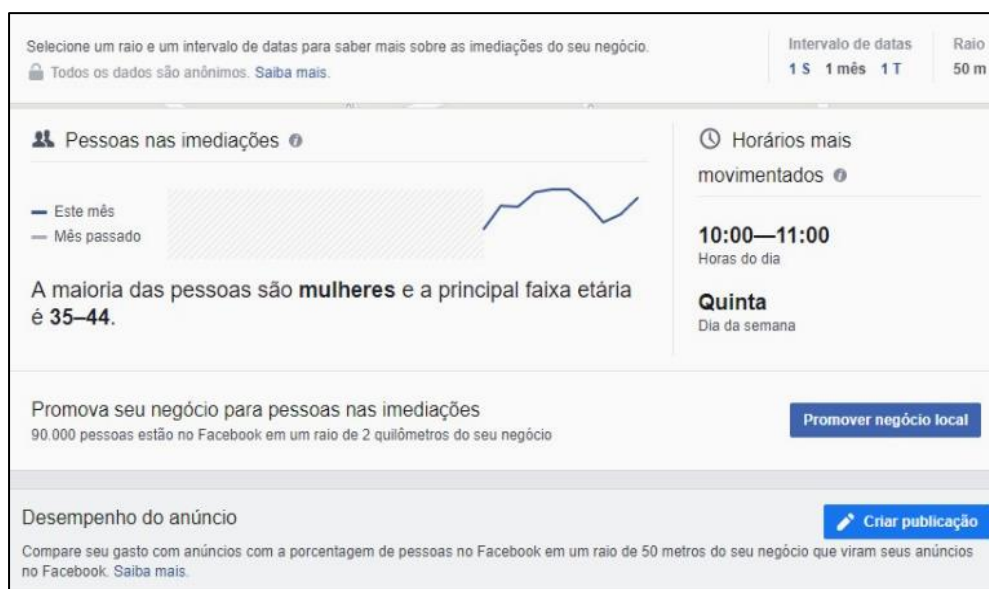 Selecione um raio e um intervalo de datas para saber mais sobre as imediações do seu negócio.
Todos os dados são anônimos. Saiba mais.
Intervalo de datas
1 S 1 mês 1 T
Raio
50 m
Pessoas nas imediações
Este mês
Mês passado
A maioria das pessoas são mulheres e a principal faixa etária
é 35–44.
Horários mais
movimentados
10:00—11:00
Horas do dia
Quinta
Dia da semana
Promova seu negócio para pessoas nas imediações
90.000 pessoas estão no Facebook em um raio de 2 quilômetros do seu negócio
Promover negócio local
Desempenho do anúncio
Criar publicação
Compare seu gasto com anúncios com a porcentagem de pessoas no Facebook em um raio de 50 metros do seu negócio que viram seus anúncios
no Facebook. Saiba mais.